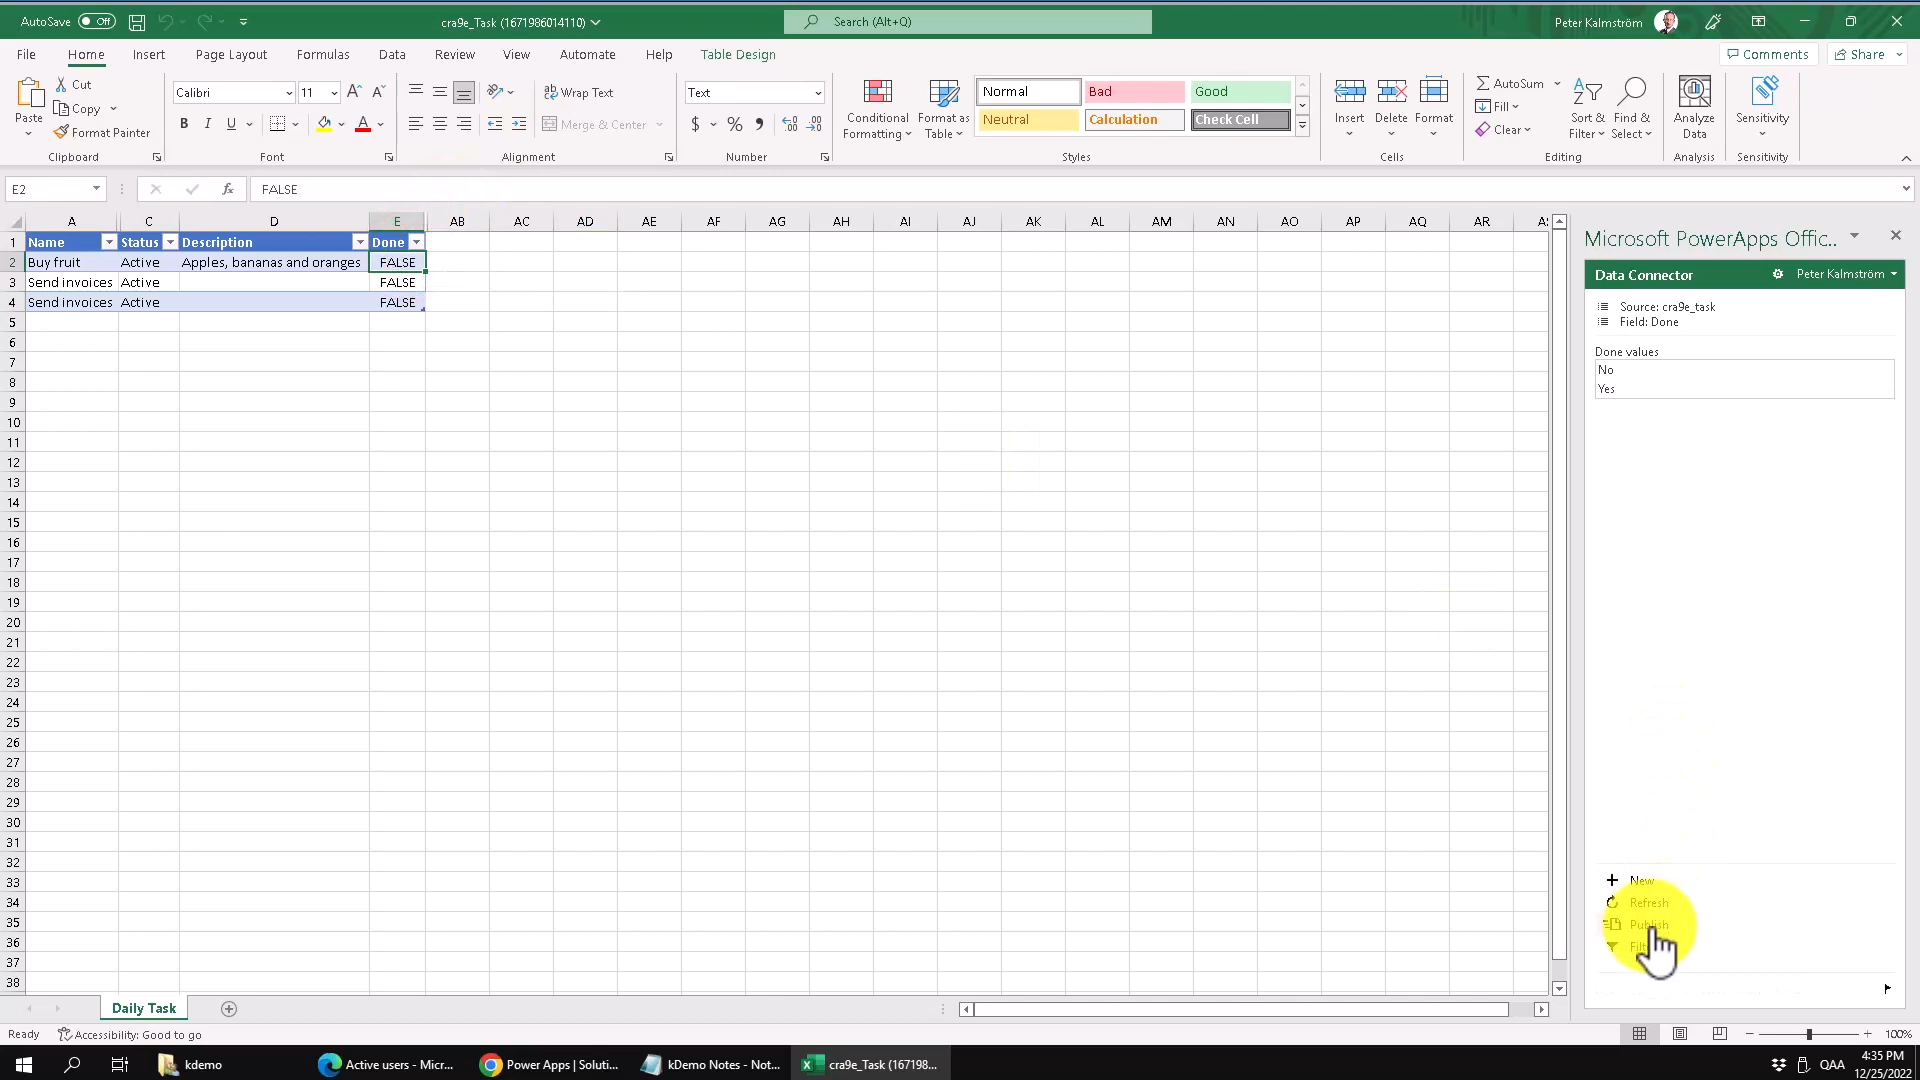 AutoSave Off cra9e_Task (1671986014110) Search (Alt+Q) Peter Kalmström
File Home Insert Page Layout Formulas Data Review View Automate Help Table Design Comments Share
Paste Cut Copy Format Painter Clipboard
Calibri 11 B I U A Font
Wrap Text Merge & Center Alignment
Text $ % Number
Conditional Formatting Format as Table Normal Bad Good Neutral Calculation Check Cell Styles
Insert Delete Format Cells
AutoSum Fill Clear Sort & Filter Find & Select Editing
Analyze Data Analysis
Sensitivity Sensitivity
E2 fx FALSE
A C D E AB AC AD AE AF AG AH AI AJ AK AL AM AN AO AP AQ AR
1 Name Status Description Done
2 Buy fruit Active Apples, bananas and oranges FALSE
3 Send invoices Active FALSE
4 Send invoices Active FALSE
5
6
7
8
9
10
11
12
13
14
15
16
17
18
19
20
21
22
23
24
25
26
27
28
29
30
31
32
33
34
35
36
37
38
Microsoft PowerApps Offic...
Data Connector Peter Kalmström
Source: cra9e_task
Field: Done
Done values
No
Yes
New
Refresh
Publish
Daily Task
Ready Accessibility: Good to go 100%
kdemo Active users - Micr... Power Apps | Soluti... kDemo Notes - Not... cra9e_Task (167198... QAA 4:35 PM
12/25/2022